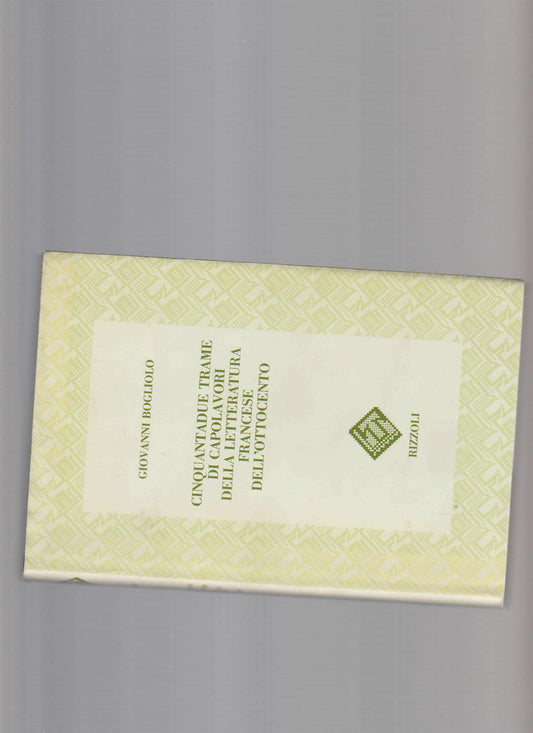 GIOVANNI BOGLIOLO
CINQUANTADUE TRAME
DI CAPOLAVORI
DELLA LETTERATURA
FRANCESE
DELL'OTTOCENTO
RIZZOLI